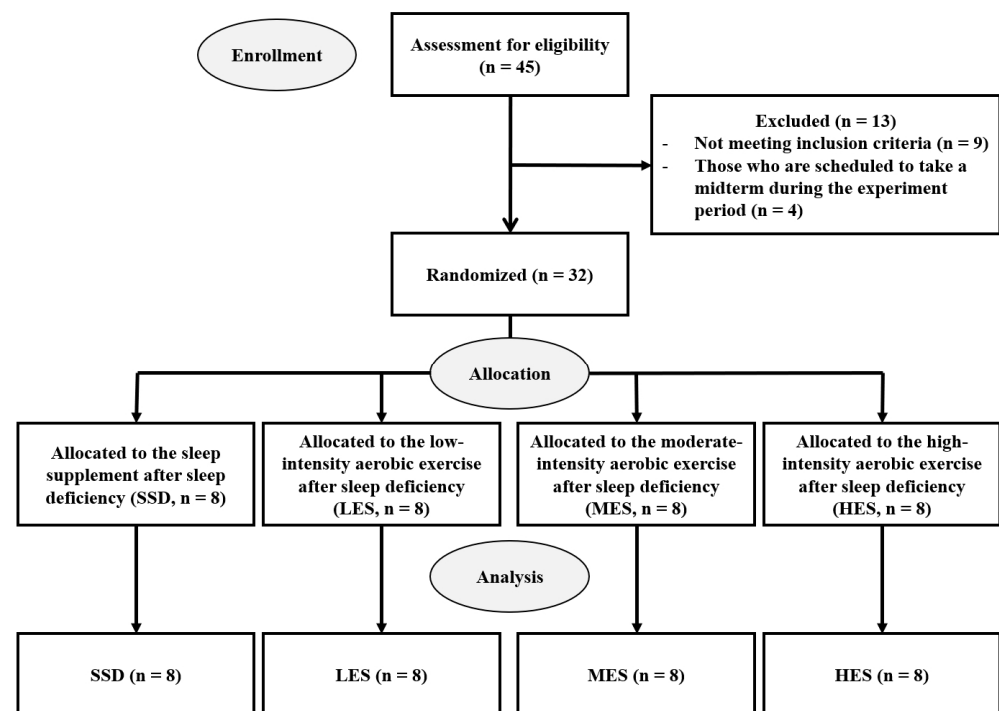 Enrollment
Assessment for eligibility
(n = 45)
Excluded (n = 13)
- Not meeting inclusion criteria (n = 9)
- Those who are scheduled to take a
midterm during the experiment
period (n = 4)
Randomized (n = 32)
Allocation
Allocated to the sleep
supplement after sleep
deficiency (SSD, n = 8)
Allocated to the low-
intensity aerobic exercise
after sleep deficiency
(LES, n = 8)
Allocated to the moderate-
intensity aerobic exercise
after sleep deficiency
(MES, n = 8)
Allocated to the high-
intensity aerobic exercise
after sleep deficiency
(HES, n = 8)
Analysis
SSD (n = 8)
LES (n = 8)
MES (n = 8)
HES (n = 8)